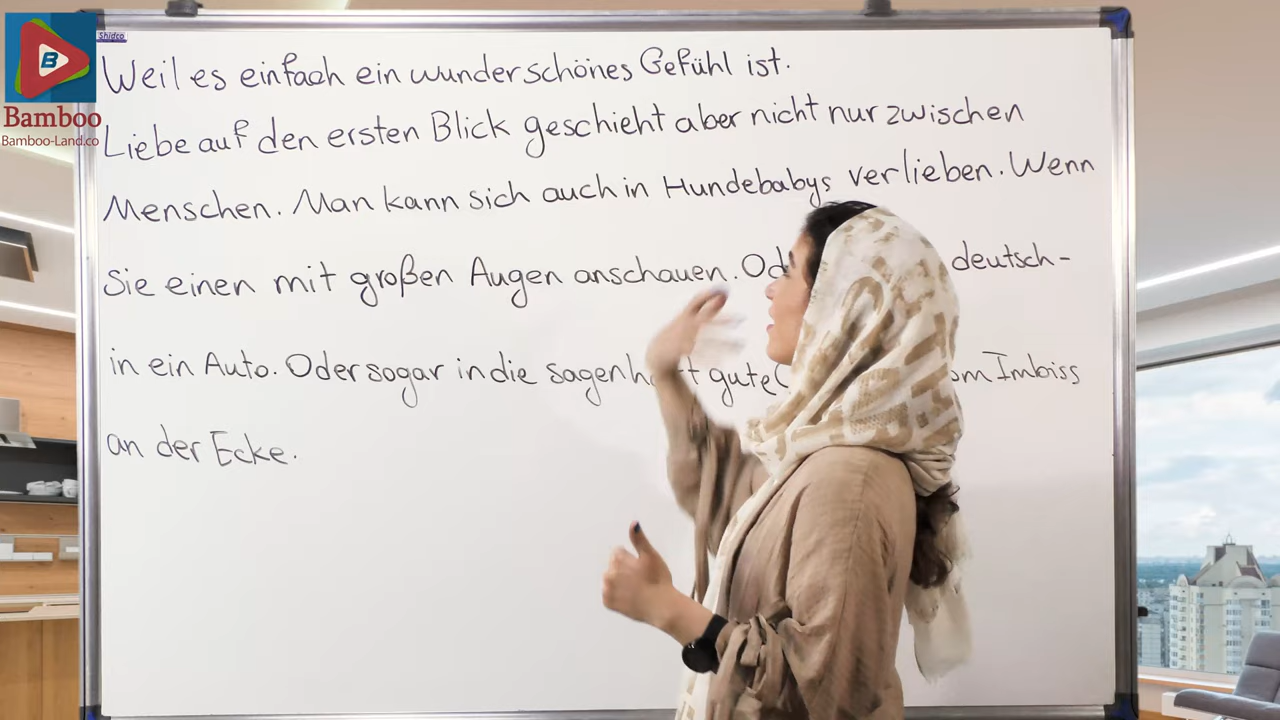 Shidco
B
Bamboo
Bamboo-Land.co
Weil es einfach ein wunderschönes Gefühl ist.
Liebe auf den ersten Blick geschieht aber nicht nur zwischen
Menschen. Man kann sich auch in Hundebabys verlieben. Wenn
Sie einen mit großen Augen anschauen. deutsch-
in ein Auto. Oder sogar in die gute Imbiss
an der Ecke.